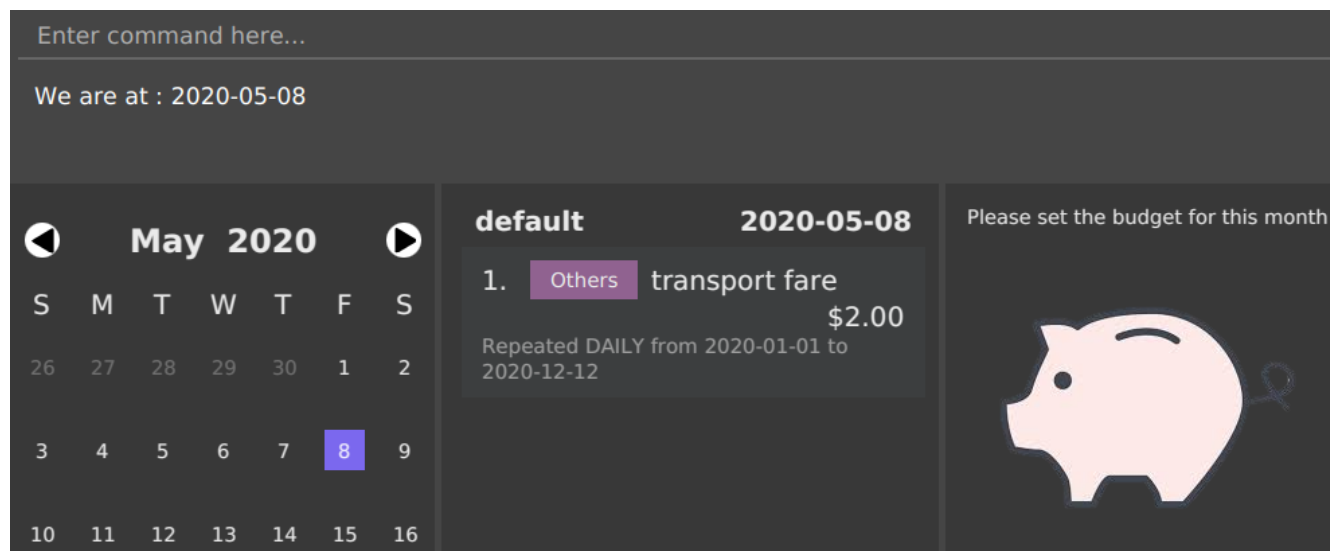 Enter command here...
We are at : 2020-05-08
May 2020
S M T W T F S
26 27 28 29 30 1 2
3 4 5 6 7 8 9
10 11 12 13 14 15 16
default 2020-05-08
1. Others transport fare
$2.00
Repeated DAILY from 2020-01-01 to
2020-12-12
Please set the budget for this month